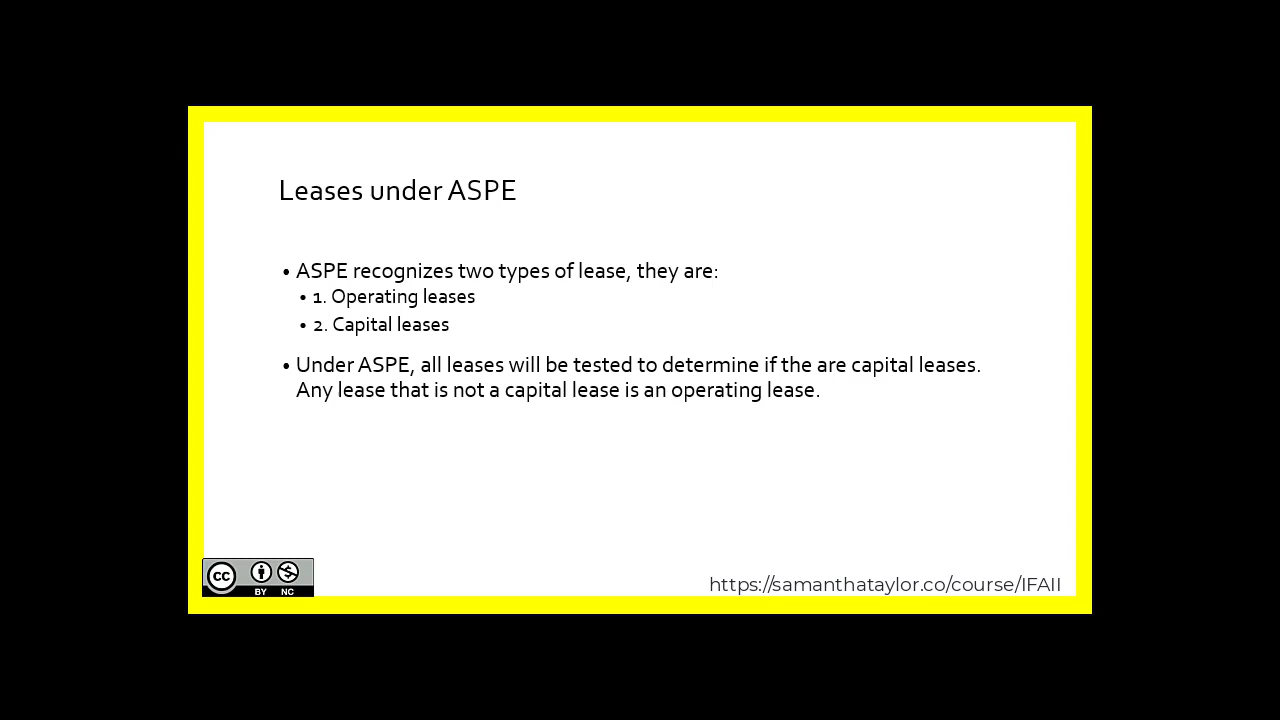 Leases under ASPE
• ASPE recognizes two types of lease, they are:
• 1. Operating leases
• 2. Capital leases
• Under ASPE, all leases will be tested to determine if the are capital leases.
Any lease that is not a capital lease is an operating lease.
cc BY NC
https://samanthataylor.co/course/IFAII